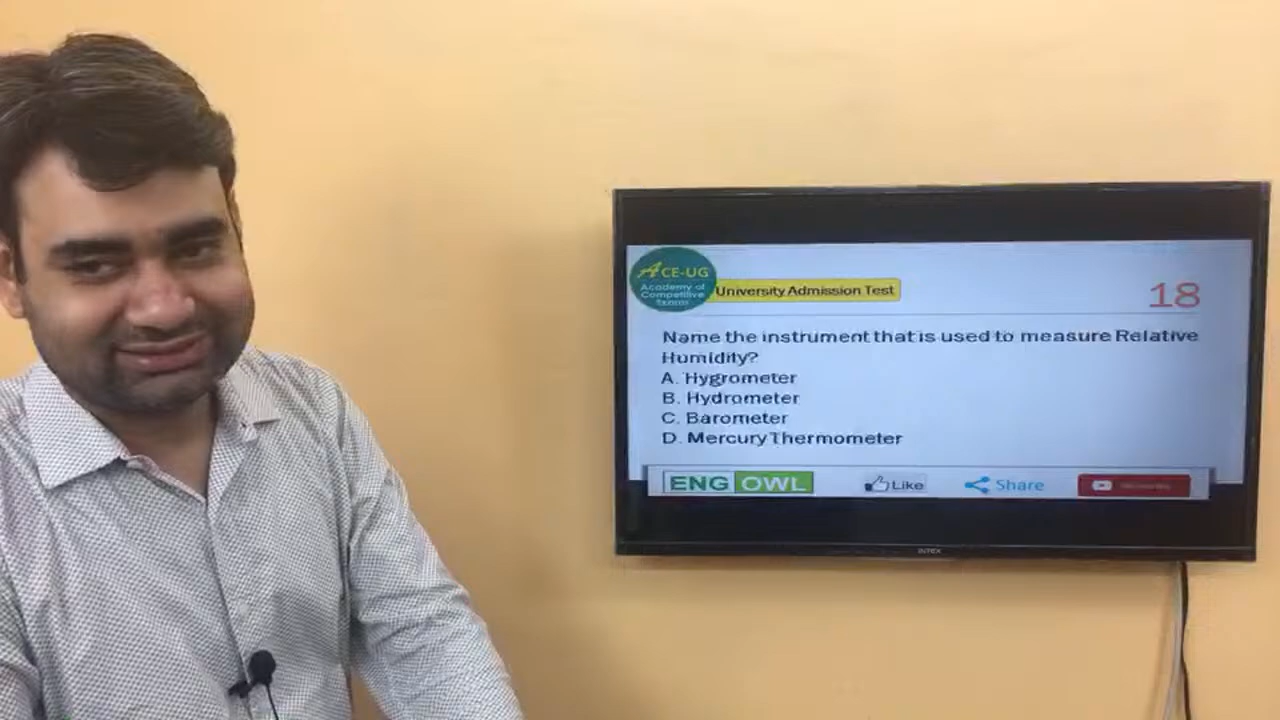 ACE-UG
Academy of
Competitive
Exams
University Admission Test
18
Name the instrument that is used to measure Relative
Humidity?
A. Hygrometer
B. Hydrometer
C. Barometer
D. Mercury Thermometer
ENG OWL
Like
Share
INTEX